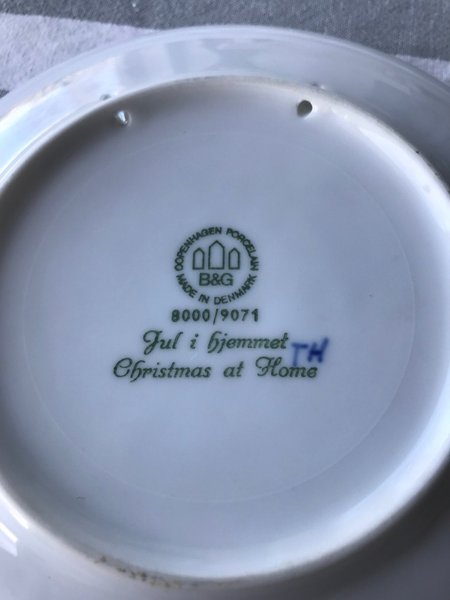 COPENHAGEN PORCELAIN
B&G
MADE IN DENMARK
8000/9071
Jul i hjemmet
TH
Christmas at Home